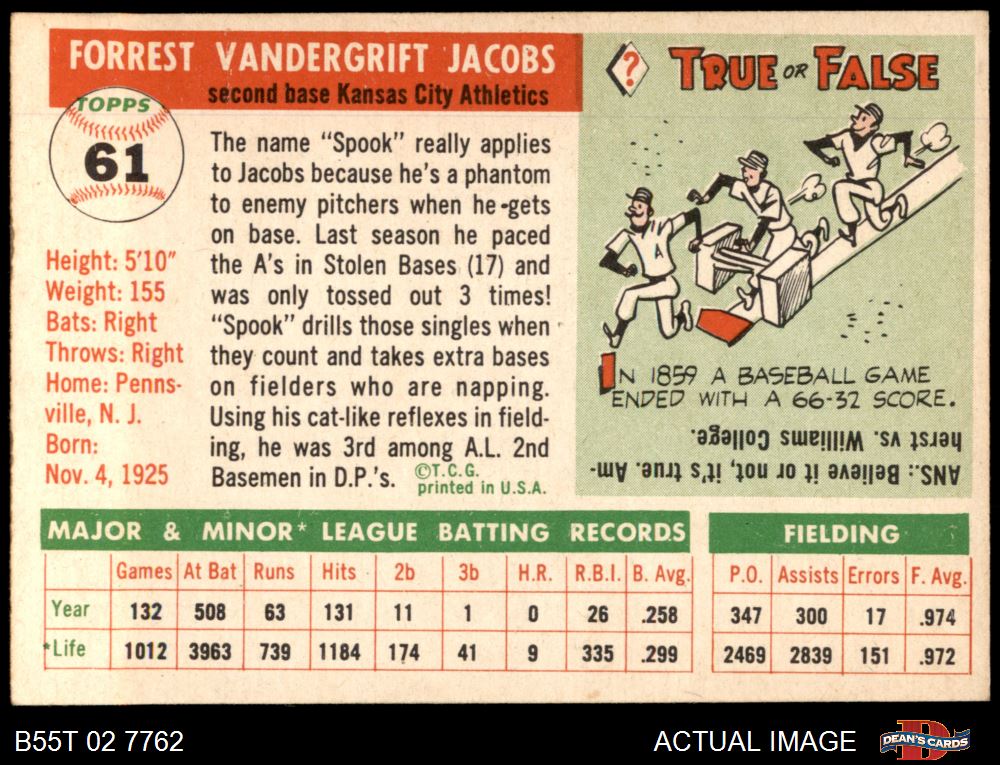 FORREST VANDERGRIFT JACOBS
second base Kansas City Athletics
TOPPS
61
Height: 5'10"
Weight: 155
Bats: Right
Throws: Right
Home: Penns-
ville, N. J.
Born:
Nov. 4, 1925
The name "Spook" really applies
to Jacobs because he's a phantom
to enemy pitchers when he-gets
on base. Last season he paced
the A's in Stolen Bases (17) and
was only tossed out 3 times!
"Spook" drills those singles when
they count and takes extra bases
on fielders who are napping.
Using his cat-like reflexes in field-
ing, he was 3rd among A.L. 2nd
Basemen in D.P.'s.
©T.C.G.
printed in U.S.A.
?
TRUE OR FALSE
A
IN 1859 A BASEBALL GAME
ENDED WITH A 66-32 SCORE.
ANS.: Believe it or not, it's true. Am-
herst vs. Williams College.
MAJOR & MINOR* LEAGUE BATTING RECORDS
Games At Bat Runs Hits 2b 3b H.R. R.B.I. B. Avg.
Year 132 508 63 131 11 1 0 26 .258
*Life 1012 3963 739 1184 174 41 9 335 .299
FIELDING
P.O. Assists Errors F. Avg.
347 300 17 .974
2469 2839 151 .972
B55T 02 7762
ACTUAL IMAGE
DEAN'S CARDS